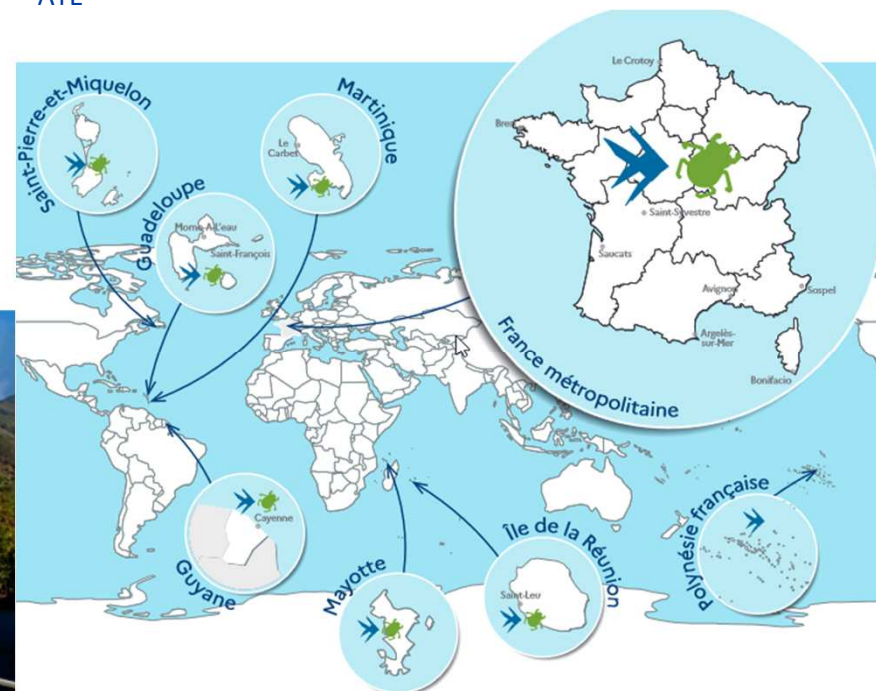 Saint-Pierre-et-Miquelon
Martinique
Le
Carbet
Guadeloupe
Morne-A-L'eau
Saint-François
Le Crotoy
Saint-Sylvestre
Saucats
Avignon
Sospel
Argelès-
sur-Mer
Bonifacio
France métropolitaine
Cayenne
Guyane
Mayotte
Île de la Réunion
Saint-Leu
Polynésie française